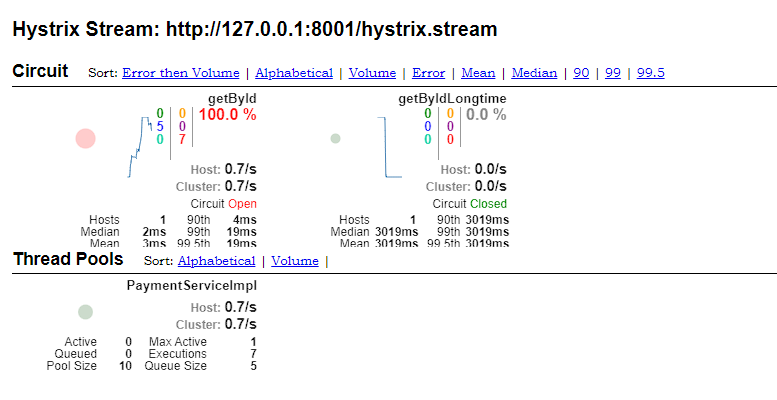 Hystrix Stream: http://127.0.0.1:8001/hystrix.stream
Circuit Sort: Error then Volume | Alphabetical | Volume | Error | Mean | Median | 90 | 99 | 99.5
getById
0 0 100.0 %
5 0
0 7
Host: 0.7/s
Cluster: 0.7/s
Circuit Open
Hosts 1 90th 4ms
Median 2ms 99th 19ms
Mean 3ms 99.5th 19ms
getByIdLongtime
0 0 0.0 %
0 0
0 0
Host: 0.0/s
Cluster: 0.0/s
Circuit Closed
Hosts 1 90th 3019ms
Median 3019ms 99th 3019ms
Mean 3019ms 99.5th 3019ms
Thread Pools Sort: Alphabetical | Volume |
PaymentServiceImpl
Host: 0.7/s
Cluster: 0.7/s
Active 0 Max Active 1
Queued 0 Executions 7
Pool Size 10 Queue Size 5